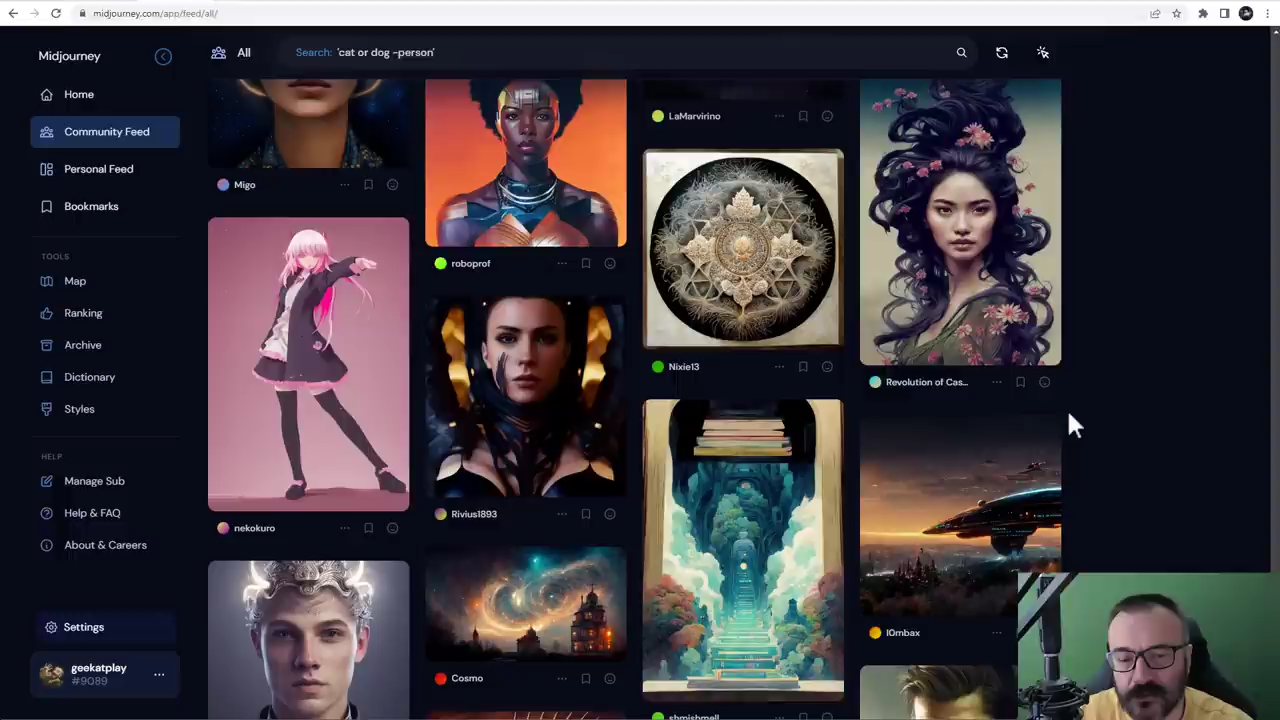 midjourney.com/app/feed/all/
Midjourney
All
Search: 'cat or dog -person'
Home
Community Feed
Personal Feed
Bookmarks
TOOLS
Map
Ranking
Archive
Dictionary
Styles
HELP
Manage Sub
Help & FAQ
About & Careers
Settings
geekatplay
#9089
Migo
nekokuro
roboprof
Rivius1893
Cosmo
LaMarvirino
Nixie13
shmishmell
Revolution of Cas...
l0mbax